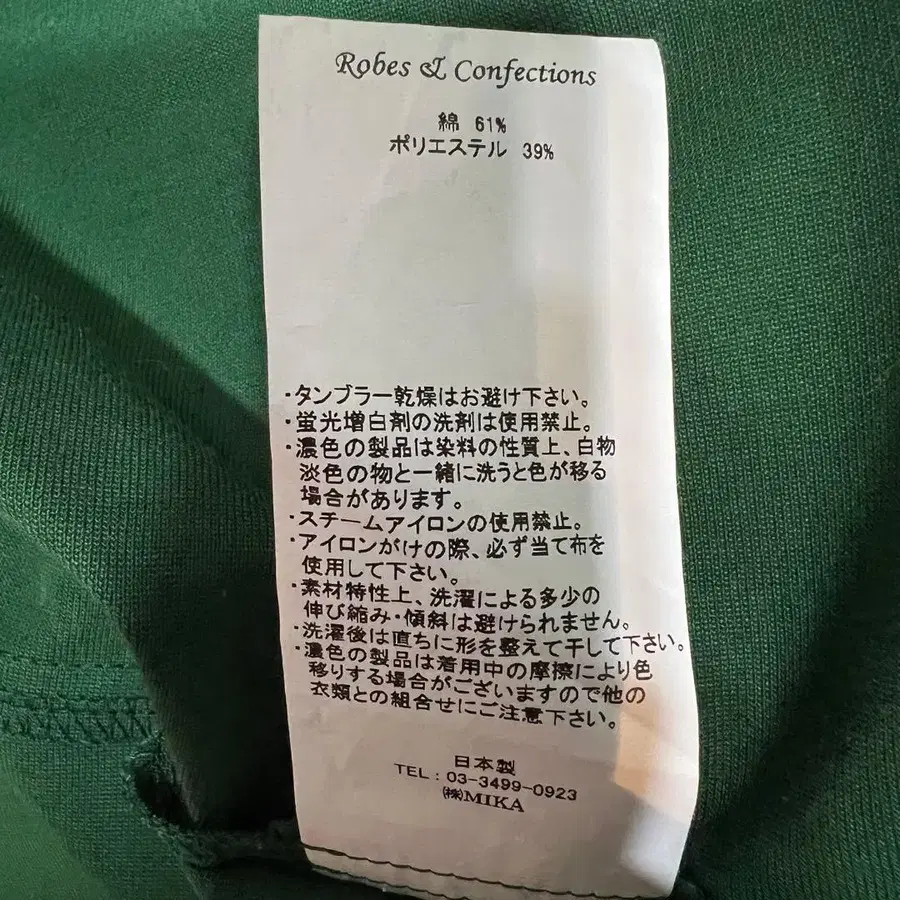 Robes & Confections
綿 61%
ポリエステル 39%
・タンブラー乾燥はお避け下さい。
・蛍光増白剤の洗剤は使用禁止。
・濃色の製品は染料の性質上、白物
淡色の物と一緒に洗うと色が移る
場合があります。
・スチームアイロンの使用禁止。
・アイロンがけの際、必ず当て布を
使用して下さい。
・素材特性上、洗濯による多少の
伸び縮み・傾斜は避けられません。
・洗濯後は直ちに形を整えて干して下さい。
・濃色の製品は着用中の摩擦により色
移りする場合がございますので他の
衣類との組合せにご注意下さい。
日本製
TEL：03-3499-0923
㈱MIKA